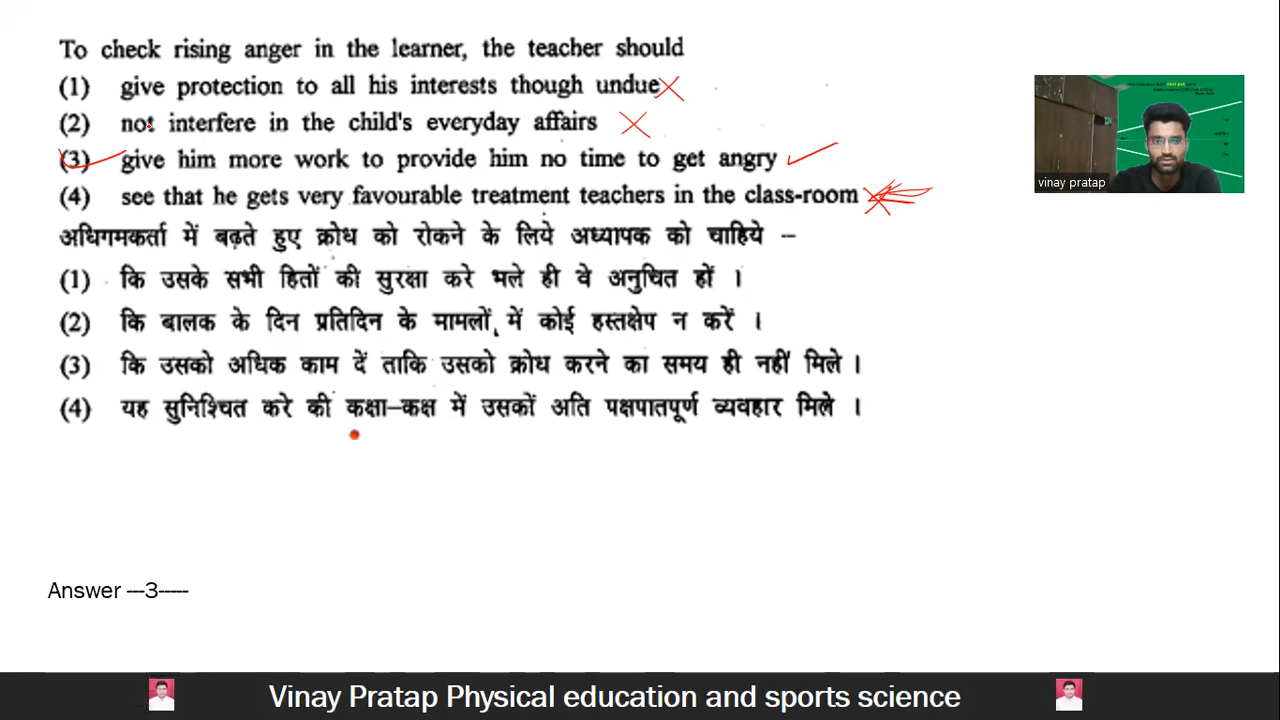 To check rising anger in the learner, the teacher should
(1) give protection to all his interests though undue
(2) not interfere in the child's everyday affairs
(3) give him more work to provide him no time to get angry
(4) see that he gets very favourable treatment teachers in the class-room
अधिगमकर्ता में बढ़ते हुए क्रोध को रोकने के लिये अध्यापक को चाहिये –
(1) कि उसके सभी हितों की सुरक्षा करे भले ही वे अनुचित हों ।
(2) कि बालक के दिन प्रतिदिन के मामलों में कोई हस्तक्षेप न करें ।
(3) कि उसको अधिक काम दें ताकि उसको क्रोध करने का समय ही नहीं मिले ।
(4) यह सुनिश्चित करे की कक्षा–कक्ष में उसकों अति पक्षपातपूर्ण व्यवहार मिले ।
vinay pratap
Answer ---3-----
Vinay Pratap Physical education and sports science